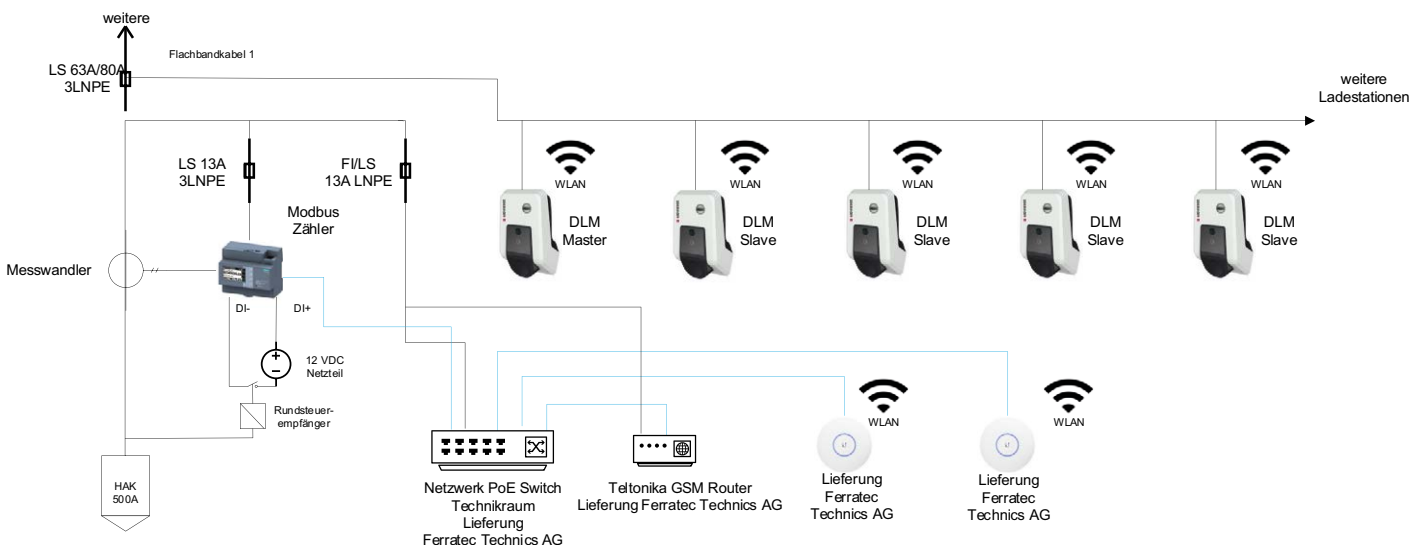 weitere
Flachbandkabel 1
LS 63A/80A
3LNPE
weitere
Ladestationen
LS 13A
3LNPE
FI/LS
13A LNPE
WLAN
WLAN
WLAN
WLAN
WLAN
Modbus
Zähler
DLM
Master
DLM
Slave
DLM
Slave
DLM
Slave
DLM
Slave
Messwandler
DI-
DI+
12 VDC
Netzteil
Rundsteuer-
empfänger
WLAN
WLAN
HAK
500A
Netzwerk PoE Switch
Technikraum
Lieferung
Ferratec Technics AG
Teltonika GSM Router
Lieferung Ferratec Technics AG
Lieferung
Ferratec
Technics AG
Lieferung
Ferratec
Technics AG